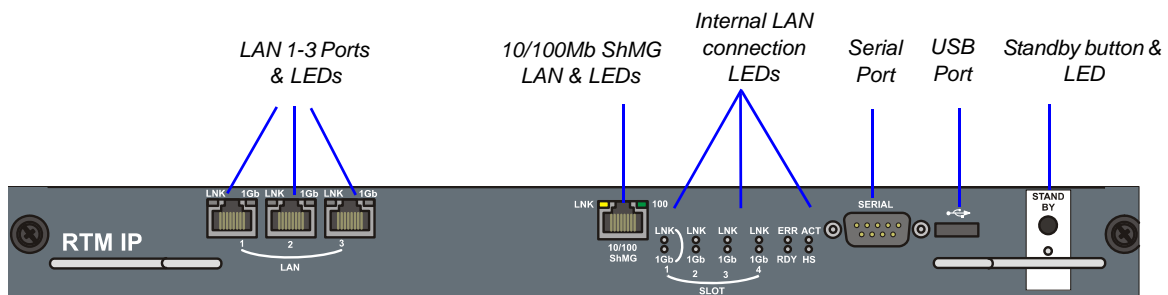 LAN 1-3 Ports
& LEDs
10/100Mb ShMG
LAN & LEDs
Internal LAN
connection
LEDs
Serial
Port
USB
Port
Standby button &
LED
LNK 1Gb LNK 1Gb LNK 1Gb
1 2 3
LAN
RTM IP
LNK 100
10/100
ShMG
LNK LNK LNK LNK
1Gb 1Gb 1Gb 1Gb
1 2 3 4
SLOT
ERR ACT
RDY HS
SERIAL
STAND
BY